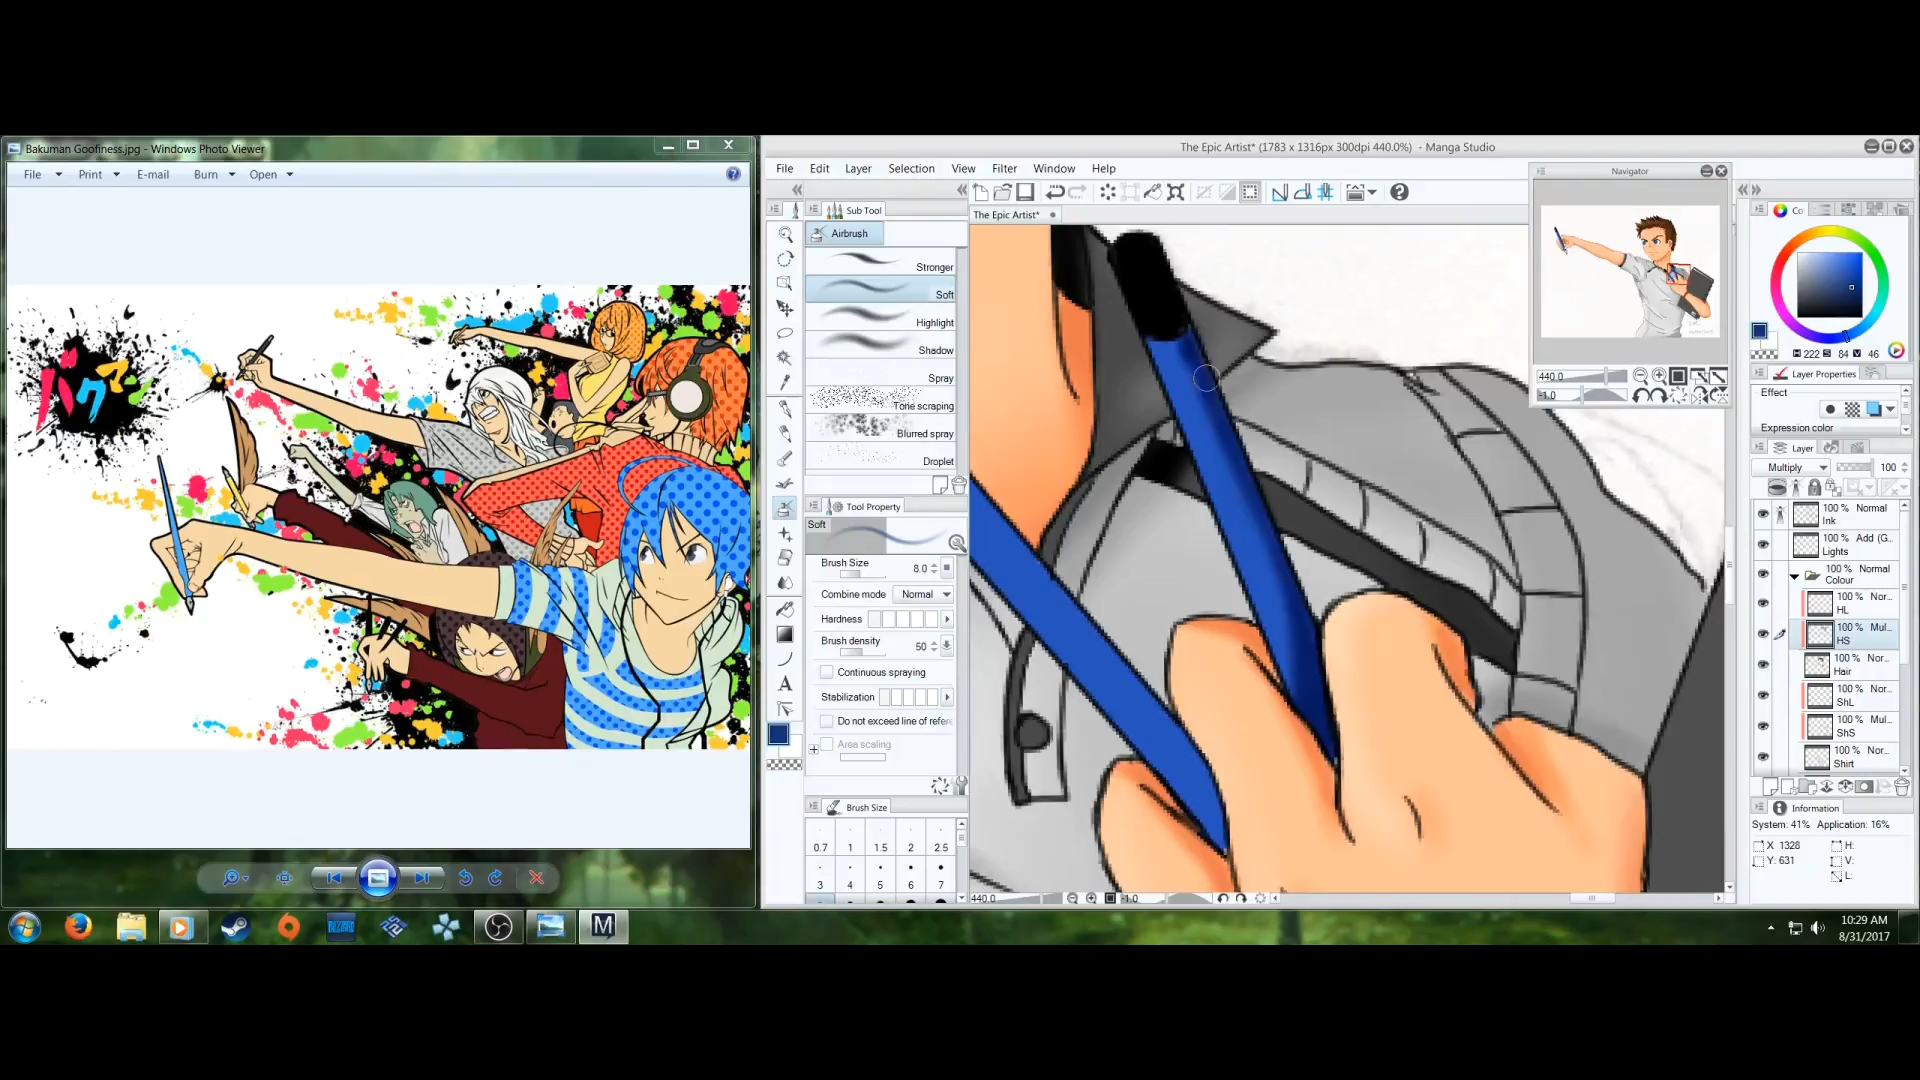 Bakuman Goofiness.jpg - Windows Photo Viewer
File Print E-mail Burn Open
バクマン
The Epic Artist* (1783 x 1316px 300dpi 440.0%) - Manga Studio
File Edit Layer Selection View Filter Window Help
The Epic Artist*
Sub Tool
Airbrush
Stronger
Soft
Highlight
Shadow
Spray
Tone scraping
Blurred spray
Droplet
Tool Property
Soft
Brush Size 8.0
Combine mode Normal
Hardness
Brush density 50
Continuous spraying
Stabilization
Do not exceed line of refere
Area scaling
Brush Size
0.7 1 1.5 2 2.5
3 4 5 6 7
440.0 -1.0
Navigator
440.0
-1.0
Co
H 222 S 84 V 46
Layer Properties
Effect
Expression color
Layer
Multiply 100
100 % Normal
Ink
100 % Add (G...
Lights
100 % Normal
Colour
100 % Nor...
HL
100 % Mul...
HS
100 % Nor...
Hair
100 % Nor...
ShL
100 % Mul...
ShS
100 % Nor...
Shirt
Information
System: 41% Application: 16%
X 1328 H:
Y: 631 V:
L:
BLIZZARD
M
10:29 AM
8/31/2017